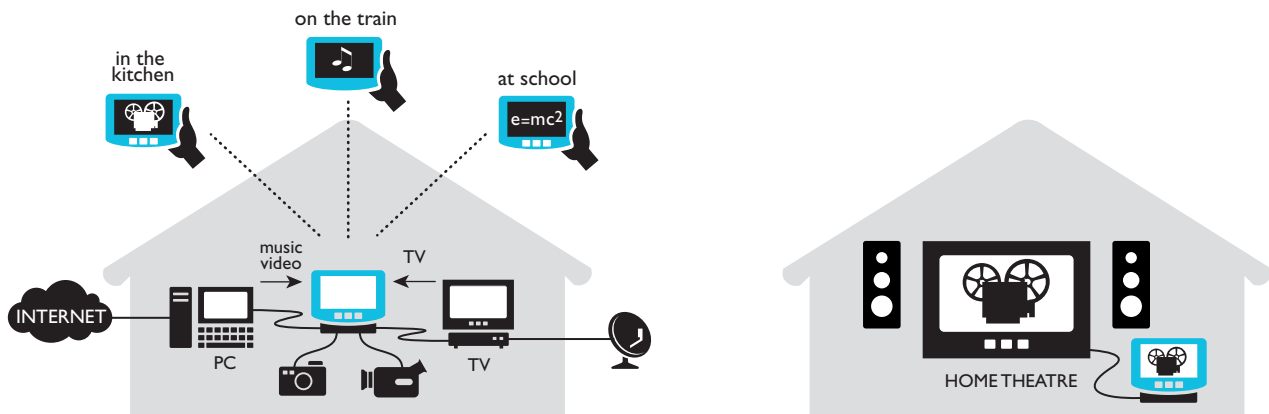 on the train
in the
kitchen
at school
e=mc²
music
video
TV
INTERNET
PC
TV
HOME THEATRE